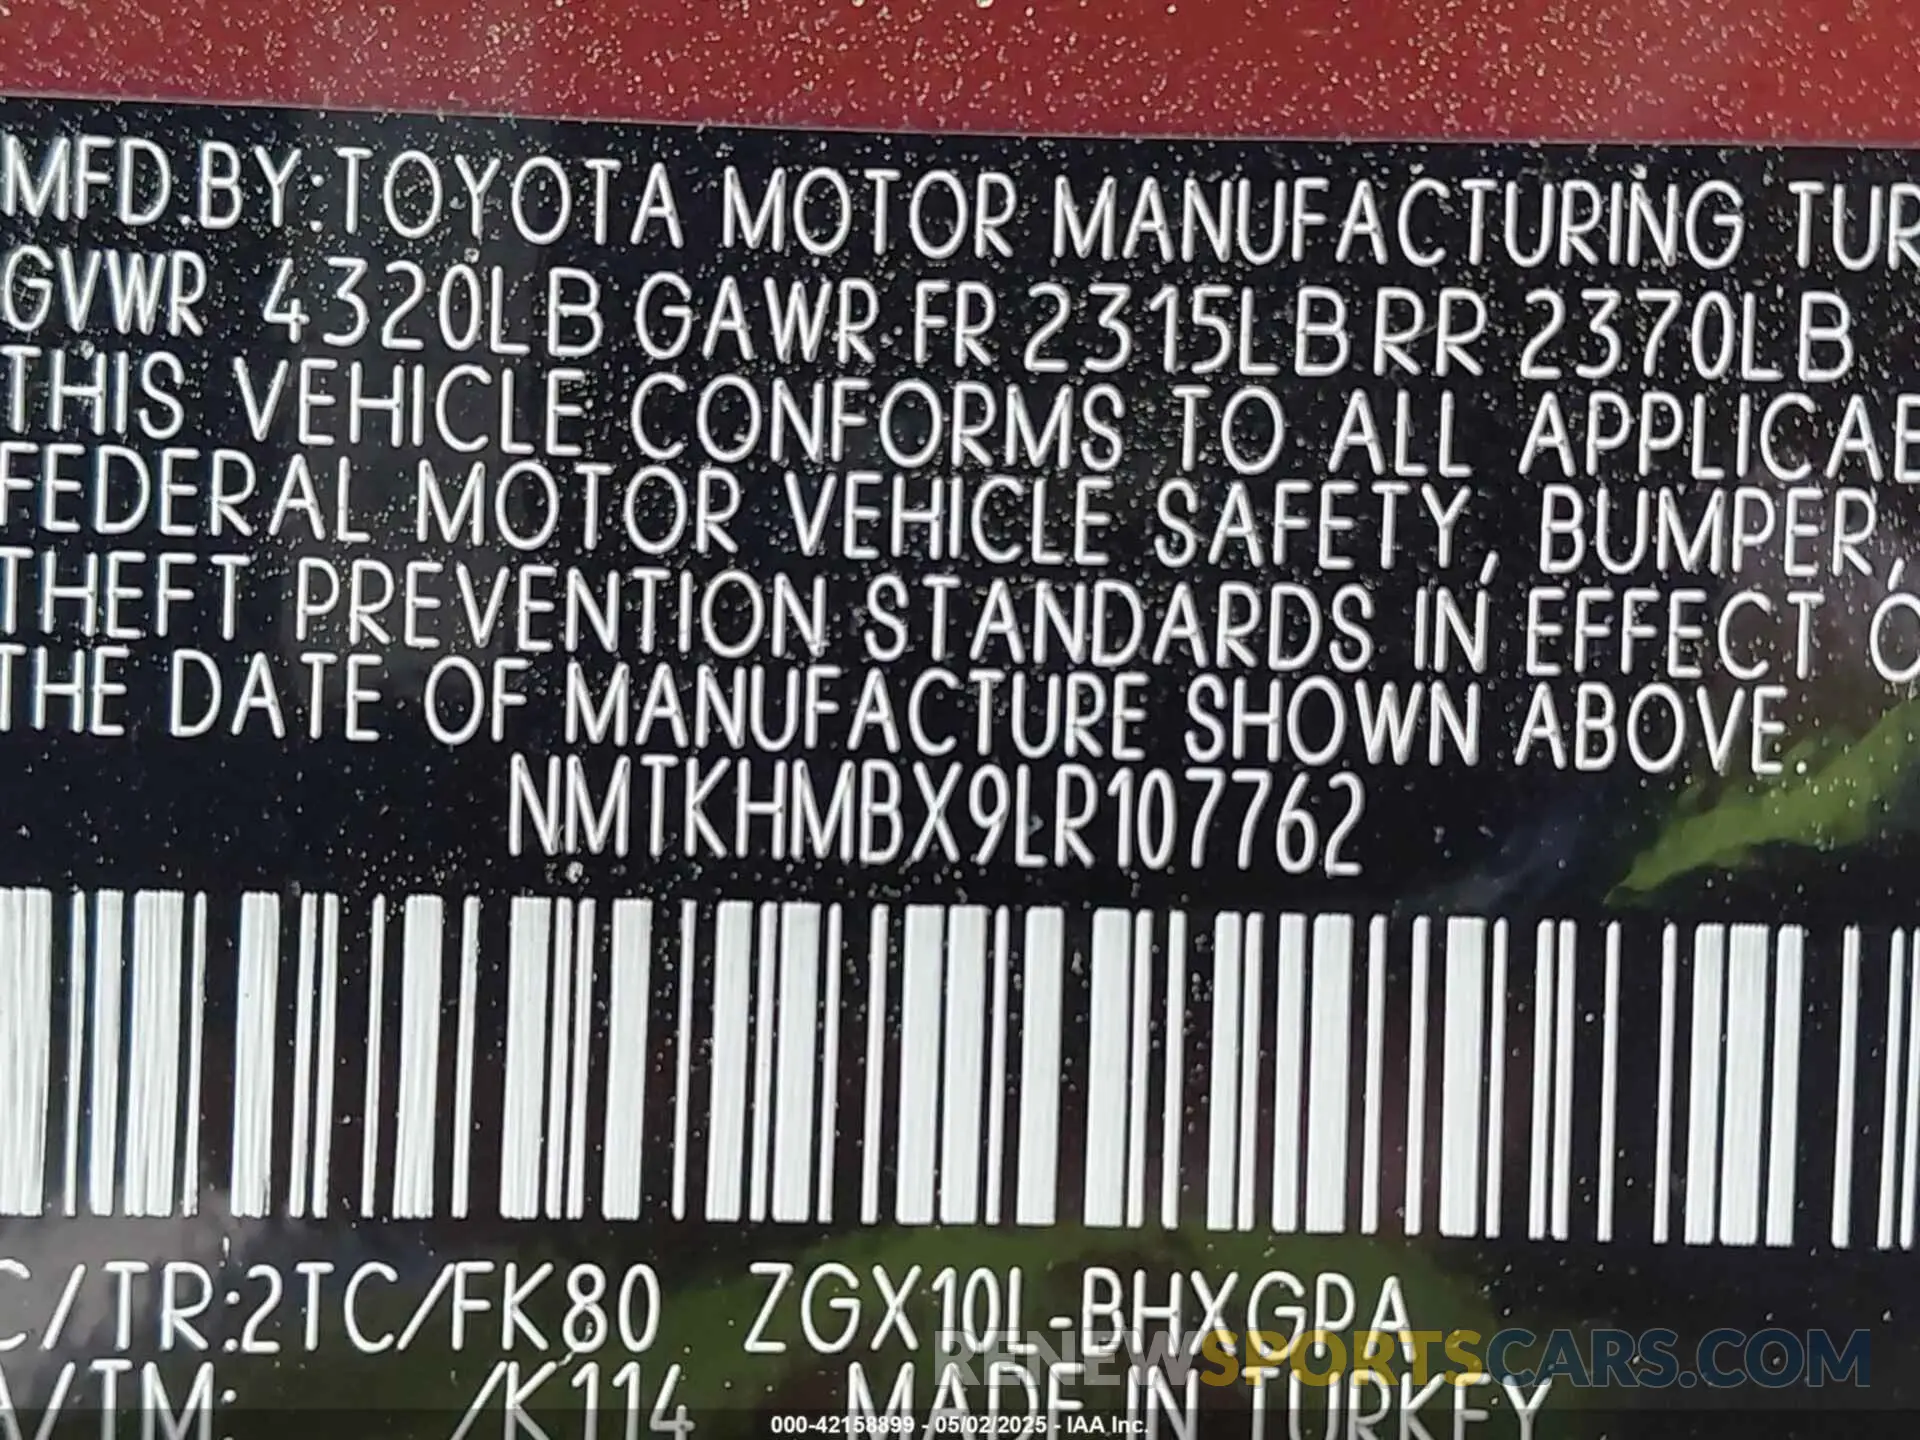 MFD.BY:TOYOTA MOTOR MANUFACTURING TUR
GVWR 4320LB GAWR FR 2315LB RR 2370LB
THIS VEHICLE CONFORMS TO ALL APPLICAB
FEDERAL MOTOR VEHICLE SAFETY, BUMPER,
THEFT PREVENTION STANDARDS IN EFFECT O
THE DATE OF MANUFACTURE SHOWN ABOVE.
NMTKHMBX9LR107762
C/TR:2TC/FK80 ZGX10L-BHXGPA
A/TM: /K114 MADE IN TURKEY
RENEWSPORTSCARS.COM
000-42158899 - 05/02/2025 - IAA Inc.